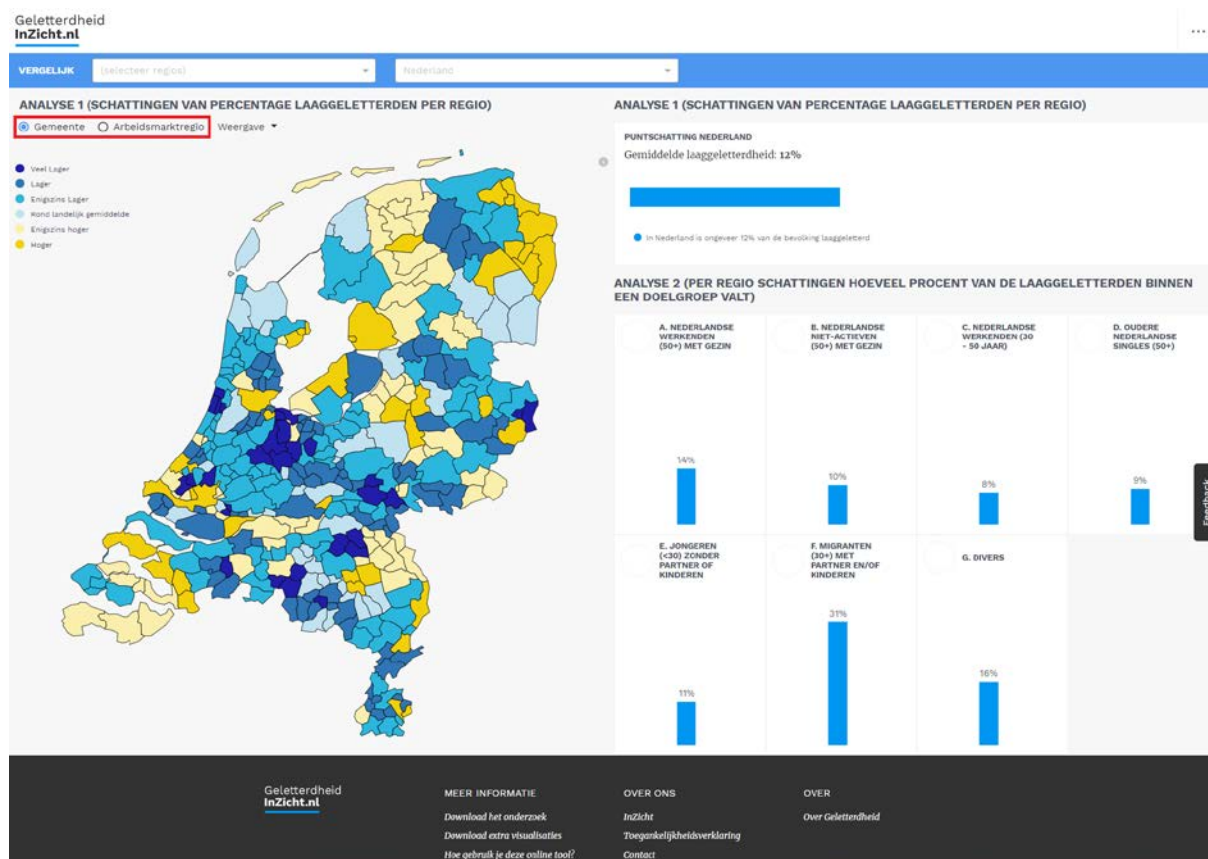 Geletterdheid
InZicht.nl
...
VERGELIJK
(selecteer regios)
Nederland
ANALYSE 1 (SCHATTINGEN VAN PERCENTAGE LAAGGELETTERDEN PER REGIO)
Gemeente Arbeidsmarktregio Weergave
Veel Lager
Lager
Enigszins Lager
Rond landelijk gemiddelde
Enigszins hoger
Hoger
ANALYSE 1 (SCHATTINGEN VAN PERCENTAGE LAAGGELETTERDEN PER REGIO)
PUNTSCHATTING NEDERLAND
Gemiddelde laaggeletterdheid: 12%
In Nederland is ongeveer 12% van de bevolking laaggeletterd
ANALYSE 2 (PER REGIO SCHATTINGEN HOEVEEL PROCENT VAN DE LAAGGELETTERDEN BINNEN
EEN DOELGROEP VALT)
A. NEDERLANDSE
WERKENDEN
(50+) MET GEZIN
14%
B. NEDERLANDSE
NIET-ACTIEVEN
(50+) MET GEZIN
10%
C. NEDERLANDSE
WERKENDEN (30
- 50 JAAR)
8%
D. OUDERE
NEDERLANDSE
SINGLES (50+)
9%
E. JONGEREN
(<30) ZONDER
PARTNER OF
KINDEREN
11%
F. MIGRANTEN
(30+) MET
PARTNER EN/OF
KINDEREN
31%
G. DIVERS
16%
Feedback
Geletterdheid
InZicht.nl
MEER INFORMATIE
Download het onderzoek
Download extra visualisaties
Hoe gebruik je deze online tool?
OVER ONS
InZicht
Toegankelijkheidsverklaring
Contact
OVER
Over Geletterdheid